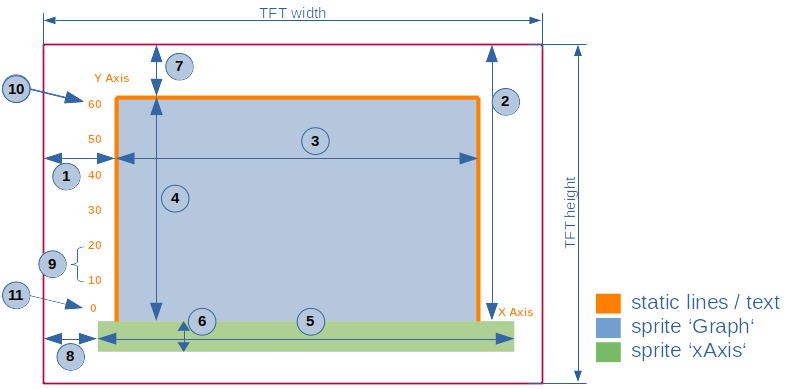 TFT width
7
Y Axis
10
60
2
50
3
40
1
4
30
TFT height
20
9
10
11
0
X Axis
6
5
8
static lines / text
sprite ‘Graph‘
sprite ‘xAxis‘